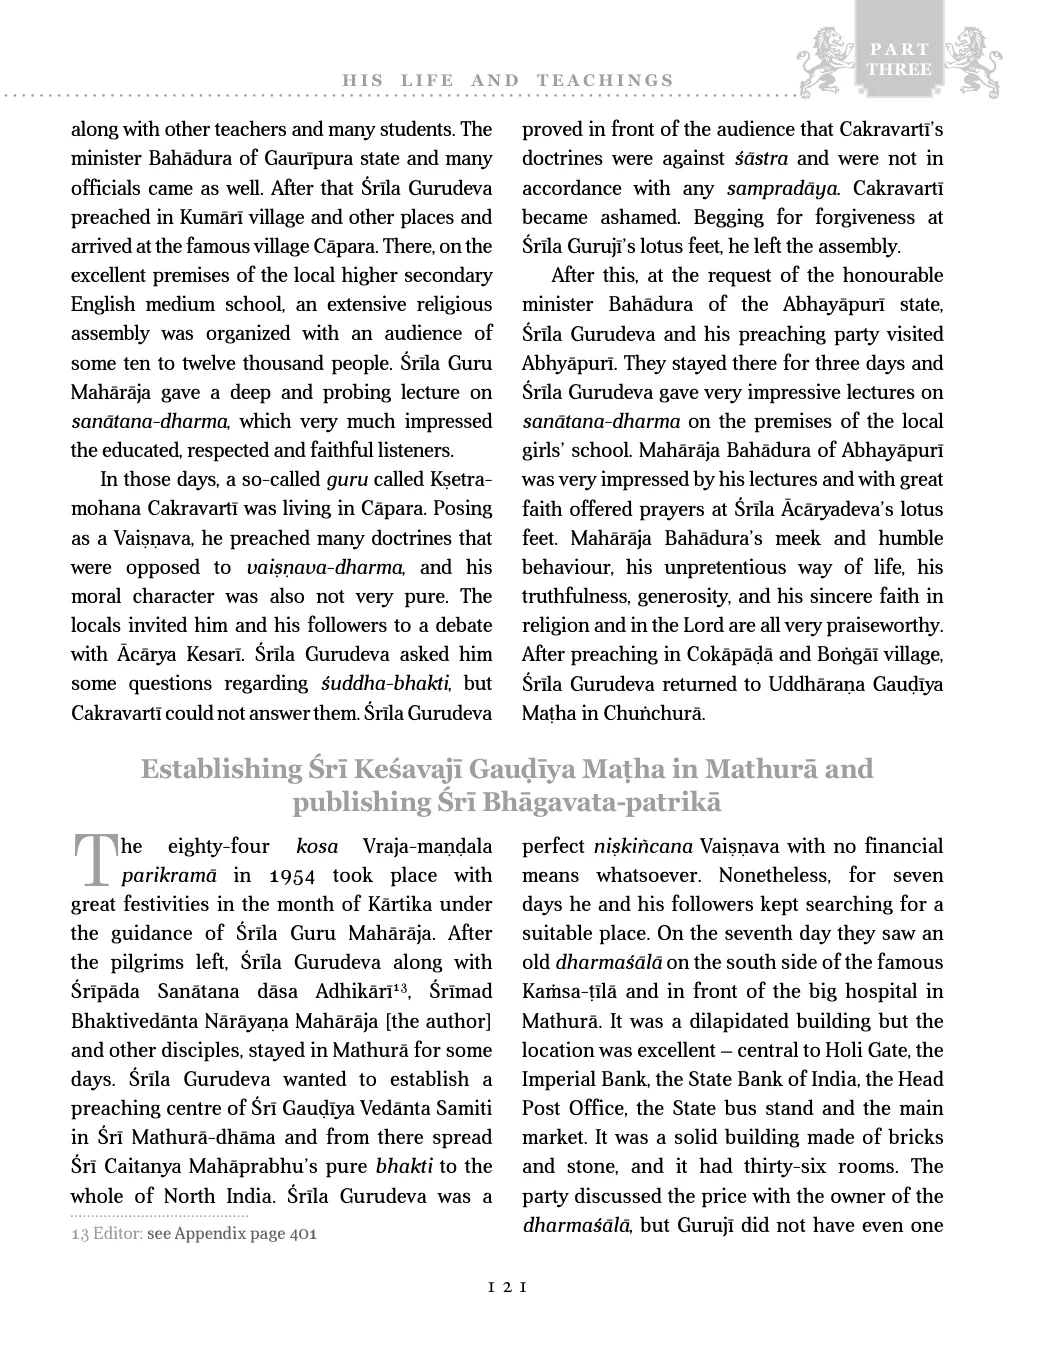 PART
THREE
HIS LIFE AND TEACHINGS
along with other teachers and many students. The
minister Bahādura of Gaurīpura state and many
officials came as well. After that Śrīla Gurudeva
preached in Kumārī village and other places and
arrived at the famous village Cāpara. There, on the
excellent premises of the local higher secondary
English medium school, an extensive religious
assembly was organized with an audience of
some ten to twelve thousand people. Śrīla Guru
Mahārāja gave a deep and probing lecture on
sanātana-dharma, which very much impressed
the educated, respected and faithful listeners.
In those days, a so-called guru called Kṣetra-
mohana Cakravartī was living in Cāpara. Posing
as a Vaiṣṇava, he preached many doctrines that
were opposed to vaiṣṇava-dharma, and his
moral character was also not very pure. The
locals invited him and his followers to a debate
with Ācārya Kesarī. Śrīla Gurudeva asked him
some questions regarding śuddha-bhakti, but
Cakravartī could not answer them. Śrīla Gurudeva
proved in front of the audience that Cakravartī's
doctrines were against śāstra and were not in
accordance with any sampradāya. Cakravartī
became ashamed. Begging for forgiveness at
Śrīla Gurujī's lotus feet, he left the assembly.
After this, at the request of the honourable
minister Bahādura of the Abhayāpurī state,
Śrīla Gurudeva and his preaching party visited
Abhyāpurī. They stayed there for three days and
Śrīla Gurudeva gave very impressive lectures on
sanātana-dharma on the premises of the local
girls' school. Mahārāja Bahādura of Abhayāpurī
was very impressed by his lectures and with great
faith offered prayers at Śrīla Ācāryadeva's lotus
feet. Mahārāja Bahādura's meek and humble
behaviour, his unpretentious way of life, his
truthfulness, generosity, and his sincere faith in
religion and in the Lord are all very praiseworthy.
After preaching in Cokāpāḍā and Boṅgāī village,
Śrīla Gurudeva returned to Uddhāraṇa Gauḍīya
Maṭha in Chuṅchurā.
Establishing Śrī Keśavajī Gauḍīya Maṭha in Mathurā and
publishing Śrī Bhāgavata-patrikā
The eighty-four kosa Vraja-maṇḍala
parikramā in 1954 took place with
great festivities in the month of Kārtika under
the guidance of Śrīla Guru Mahārāja. After
the pilgrims left, Śrīla Gurudeva along with
Śrīpāda Sanātana dāsa Adhikārī¹³, Śrīmad
Bhaktivedānta Nārāyaṇa Mahārāja [the author]
and other disciples, stayed in Mathurā for some
days. Śrīla Gurudeva wanted to establish a
preaching centre of Śrī Gauḍīya Vedānta Samiti
in Śrī Mathurā-dhāma and from there spread
Śrī Caitanya Mahāprabhu's pure bhakti to the
whole of North India. Śrīla Gurudeva was a
perfect niṣkiñcana Vaiṣṇava with no financial
means whatsoever. Nonetheless, for seven
days he and his followers kept searching for a
suitable place. On the seventh day they saw an
old dharmaśālā on the south side of the famous
Kaṁsa-ṭīlā and in front of the big hospital in
Mathurā. It was a dilapidated building but the
location was excellent – central to Holi Gate, the
Imperial Bank, the State Bank of India, the Head
Post Office, the State bus stand and the main
market. It was a solid building made of bricks
and stone, and it had thirty-six rooms. The
party discussed the price with the owner of the
dharmaśālā, but Gurujī did not have even one
13 Editor: see Appendix page 401
121